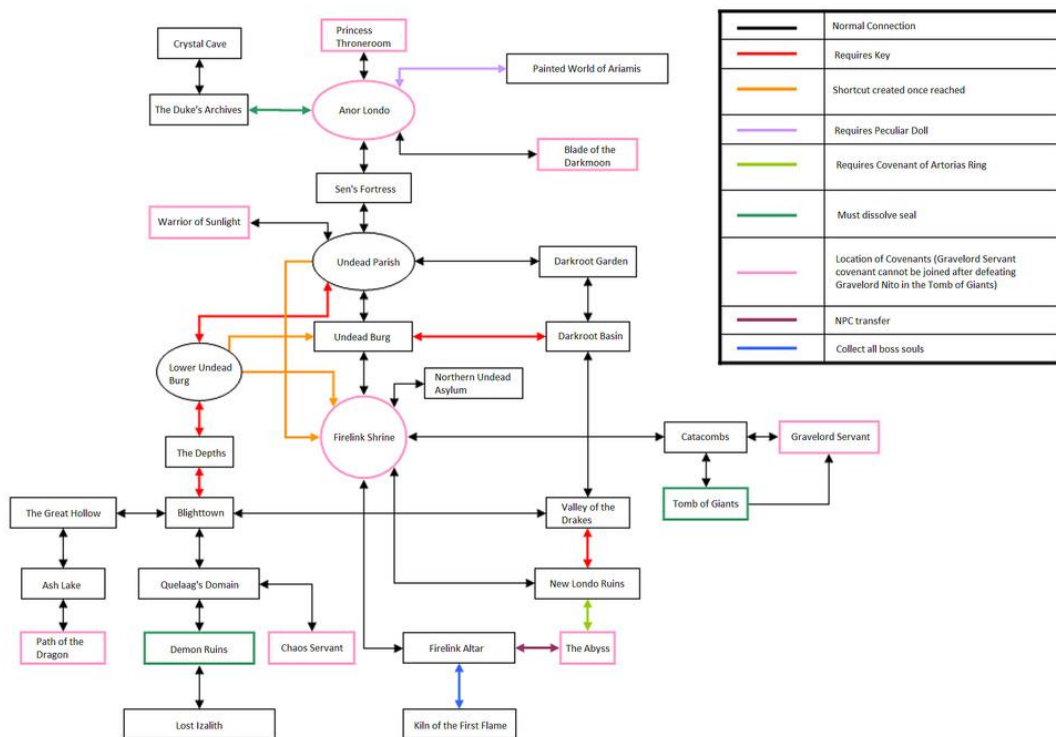 Princess
Throneroom
Normal Connection
Crystal Cave
Requires Key
Painted World of Ariamis
Shortcut created once reached
The Duke's Archives
Anor Londo
Requires Peculiar Doll
Blade of the
Darkmoon
Requires Covenant of Artorias Ring
Sen's Fortress
Must dissolve seal
Warrior of Sunlight
Undead Parish
Darkroot Garden
Location of Covenants (Gravelord Servant
covenant cannot be joined after defeating
Gravelord Nito in the Tomb of Giants)
NPC transfer
Undead Burg
Darkroot Basin
Collect all boss souls
Lower Undead
Burg
Northern Undead
Asylum
Firelink Shrine
Catacombs
Gravelord Servant
The Depths
Tomb of Giants
The Great Hollow
Blighttown
Valley of the
Drakes
Ash Lake
Quelaag's Domain
New Londo Ruins
Path of the
Dragon
Demon Ruins
Chaos Servant
Firelink Altar
The Abyss
Lost Izalith
Kiln of the First Flame